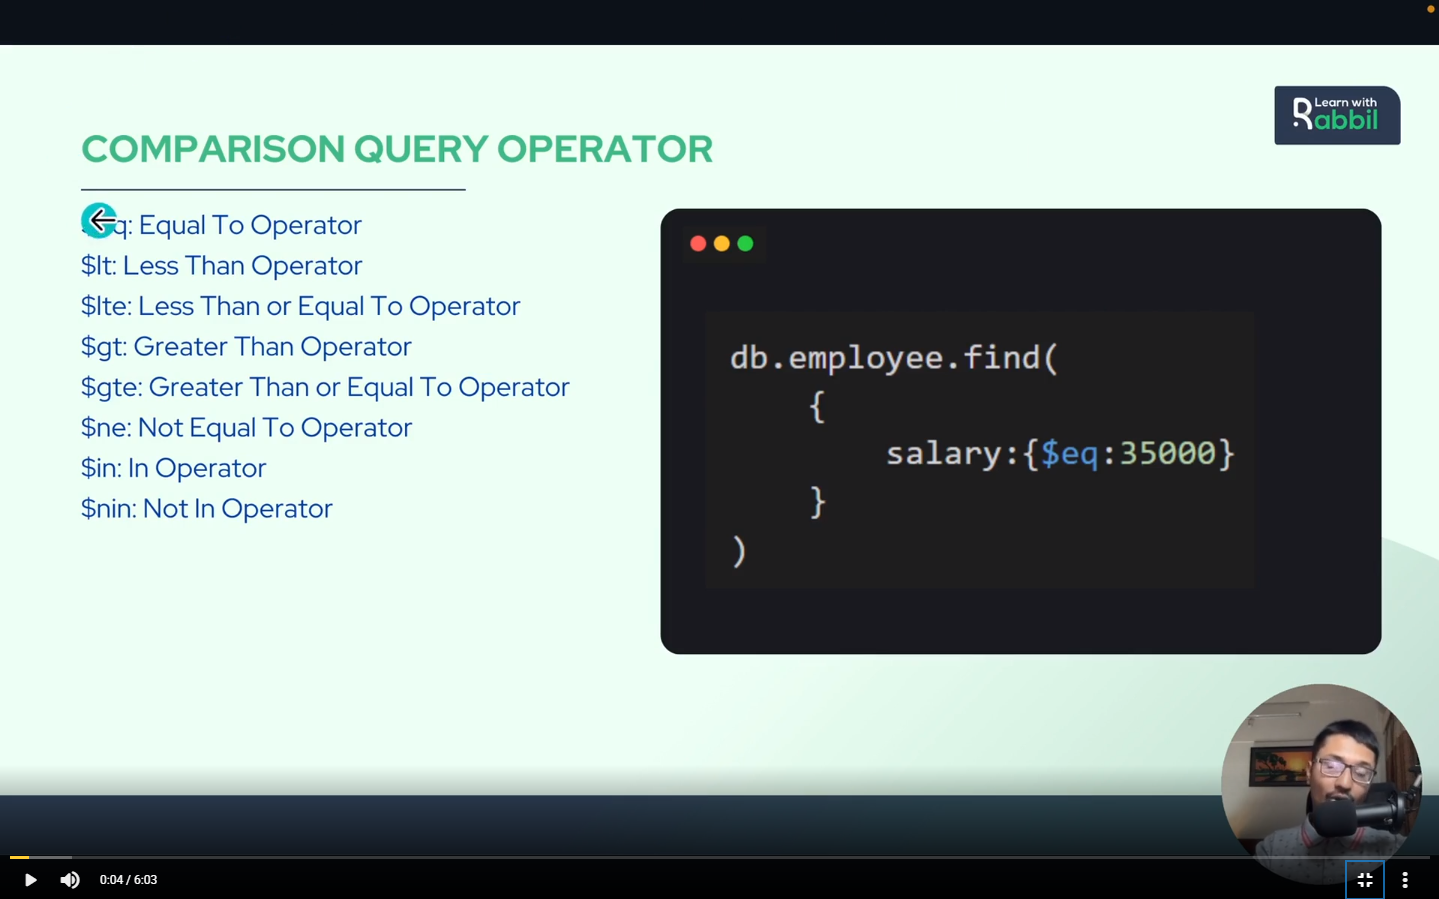 Learn with
Rabbil
COMPARISON QUERY OPERATOR
q: Equal To Operator
$lt: Less Than Operator
$lte: Less Than or Equal To Operator
$gt: Greater Than Operator
$gte: Greater Than or Equal To Operator
$ne: Not Equal To Operator
$in: In Operator
$nin: Not In Operator
db.employee.find(
{
salary:{$eq:35000}
}
)
0:04 / 6:03